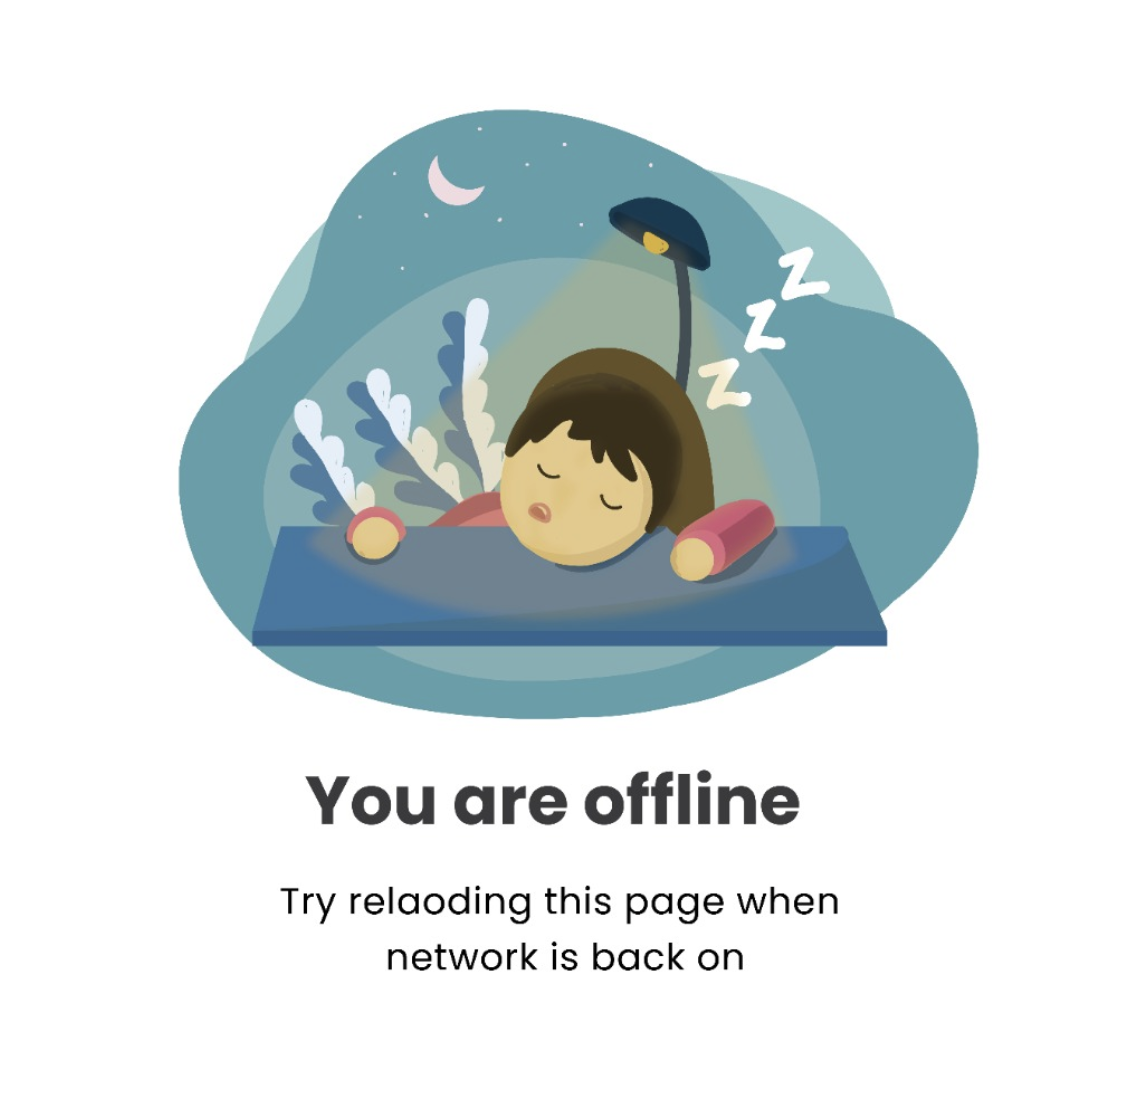 z
z
z
You are offline
Try relaoding this page when
network is back on